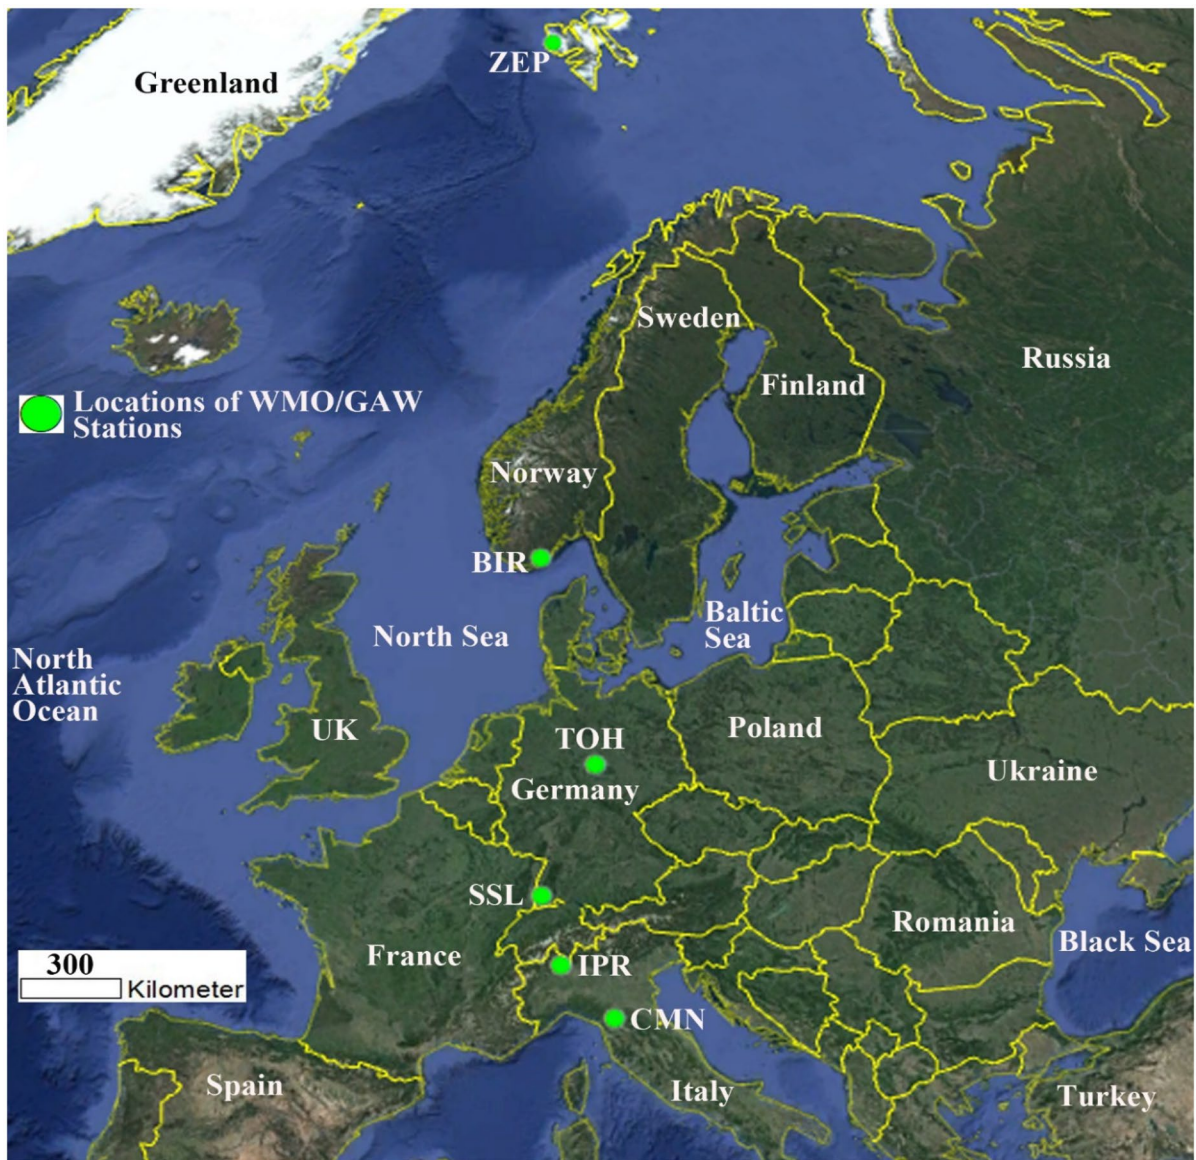 ZEP
Greenland
Sweden
Russia
Finland
Locations of WMO/GAW
Stations
Norway
BIR
Baltic
Sea
North Sea
North
Atlantic
Ocean
UK
Poland
TOH
Germany
Ukraine
SSL
Romania
Black Sea
France
IPR
300
Kilometer
CMN
Spain
Italy
Turkey